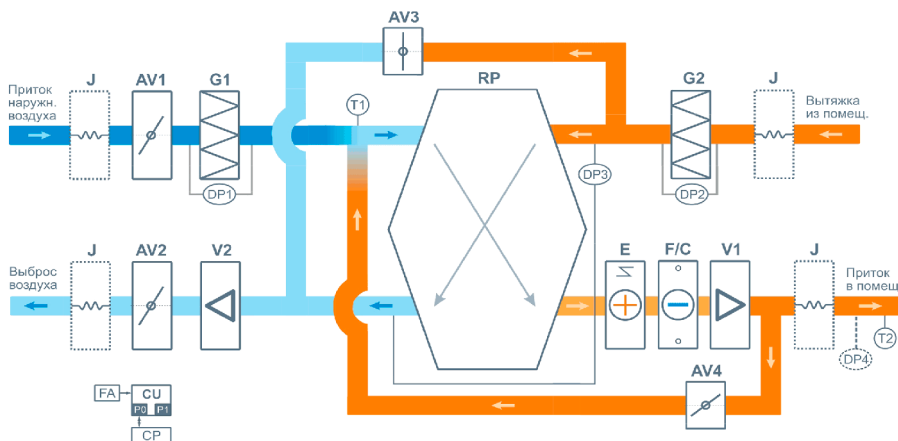 AV3
J
AV1
G1
RP
G2
J
Приток
наружн.
воздуха
T1
Вытяжка
из помещ.
DP1
DP3
DP2
J
AV2
V2
E
F/C
V1
J
Выброс
воздуха
Приток
в помещ
T2
DP4
AV4
FA
CU
P0 P1
CP